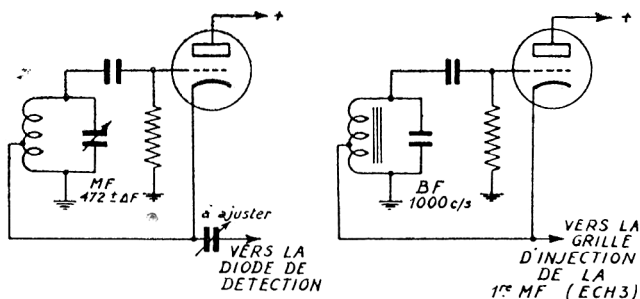 +
MF
472 ± ΔF
à ajuster
VERS LA
DIODE DE
DETECTION
+
BF
1000 c/s
VERS LA
GRILLE
D'INJECTION
DE LA
1re MF (ECH3)